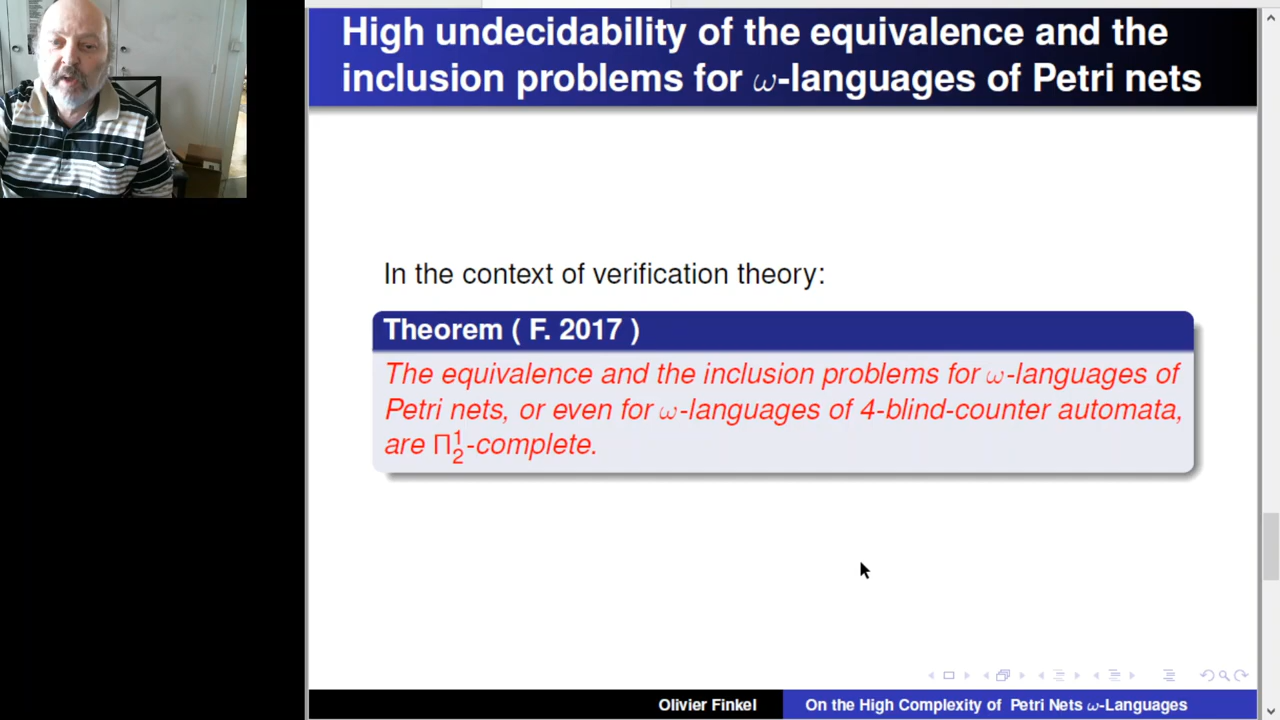 High undecidability of the equivalence and the
inclusion problems for ω-languages of Petri nets
In the context of verification theory:
Theorem ( F. 2017 )
The equivalence and the inclusion problems for ω-languages of
Petri nets, or even for ω-languages of 4-blind-counter automata,
are Π¹₂-complete.
Olivier Finkel
On the High Complexity of Petri Nets ω-Languages